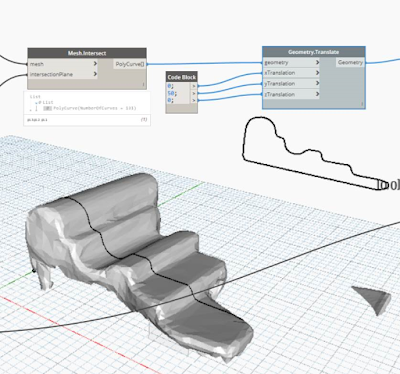 Mesh.Intersect
mesh
intersectionPlane
PolyCurve[]
List
PolyCurve(NumberOfCurves = 101)
Code Block
0;
50;
0;
Geometry.Translate
geometry
xTranslation
yTranslation
zTranslation
Geometry